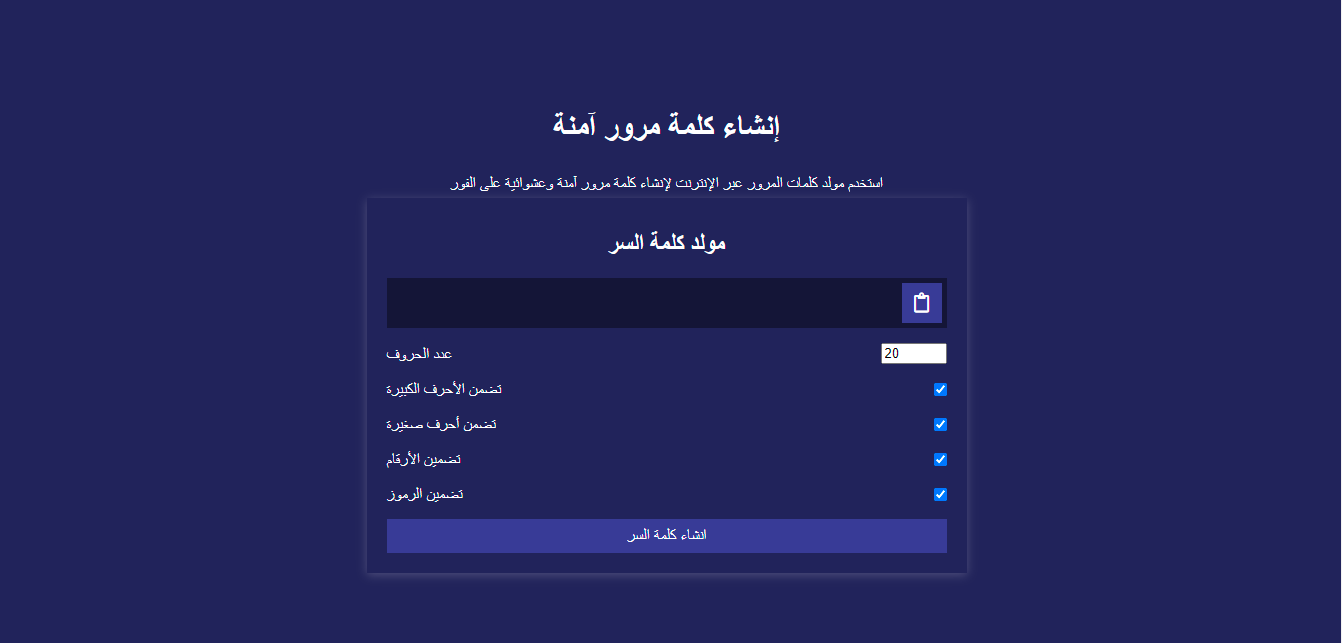 إنشاء كلمة مرور آمنة
استخدم مولد كلمات المرور عبر الإنترنت لإنشاء كلمة مرور آمنة وعشوائية على الفور
مولد كلمة السر
عدد الحروف 20
تضمن الأحرف الكبيرة
تضمن أحرف صغيرة
تضمين الأرقام
تضمين الرموز
انشاء كلمة السر